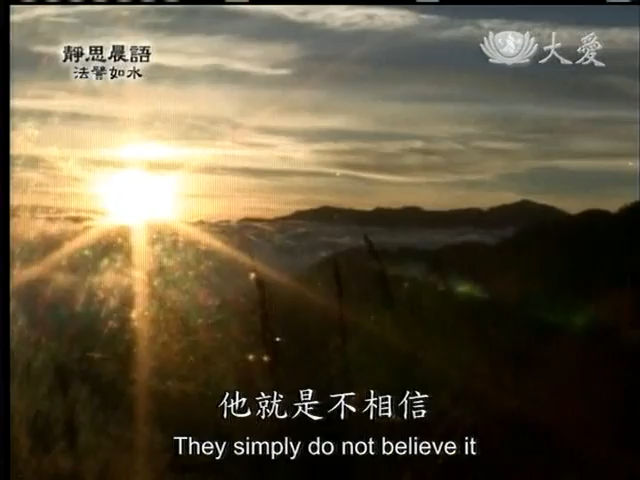 靜思晨語
法譬如水
大愛
他就是不相信
They simply do not believe it